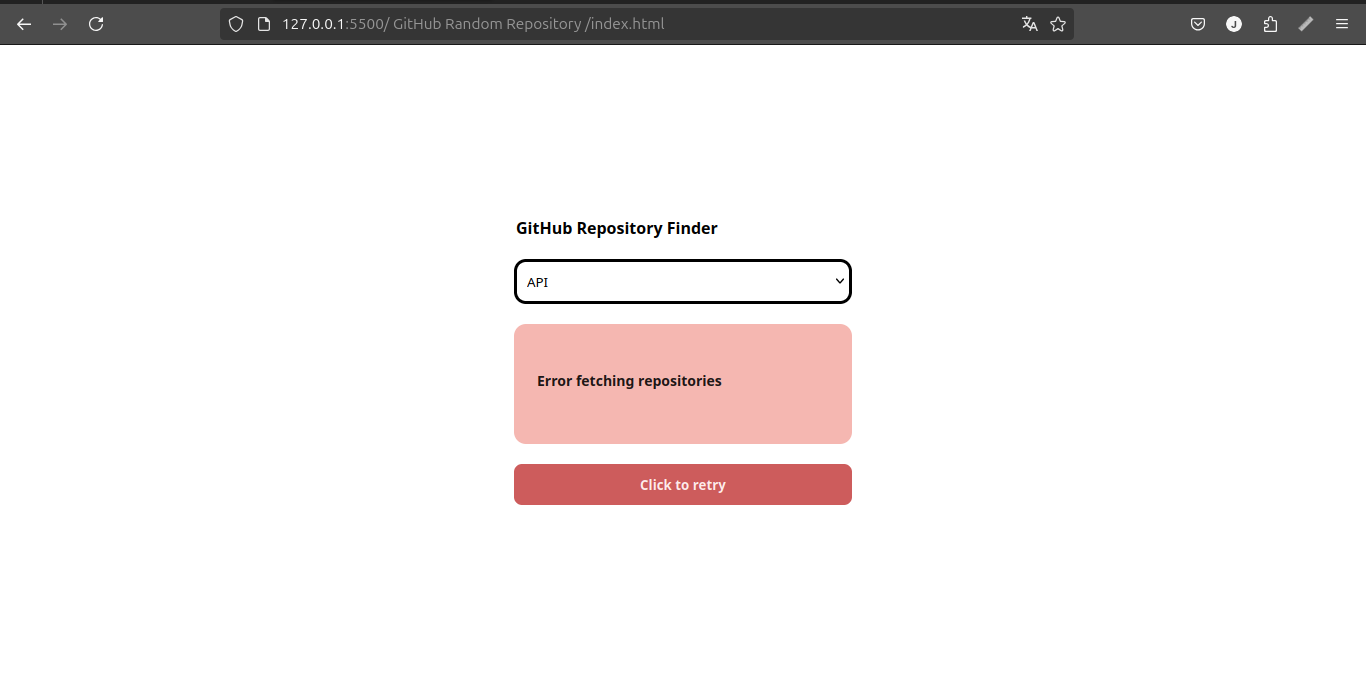 127.0.0.1:5500/ GitHub Random Repository /index.html
J
GitHub Repository Finder
API
Error fetching repositories
Click to retry